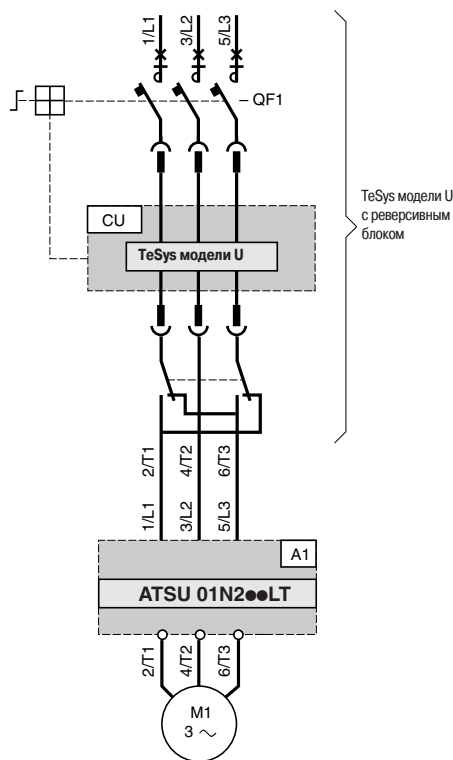 1/L1 3/L2 5/L3
QF1
TeSys модели U
с реверсивным
блоком
CU
TeSys модели U
2/T1 4/T2 6/T3
1/L1 3/L2 5/L3
A1
ATSU 01N2●●LT
2/T1 4/T2 6/T3
M1
3 ~